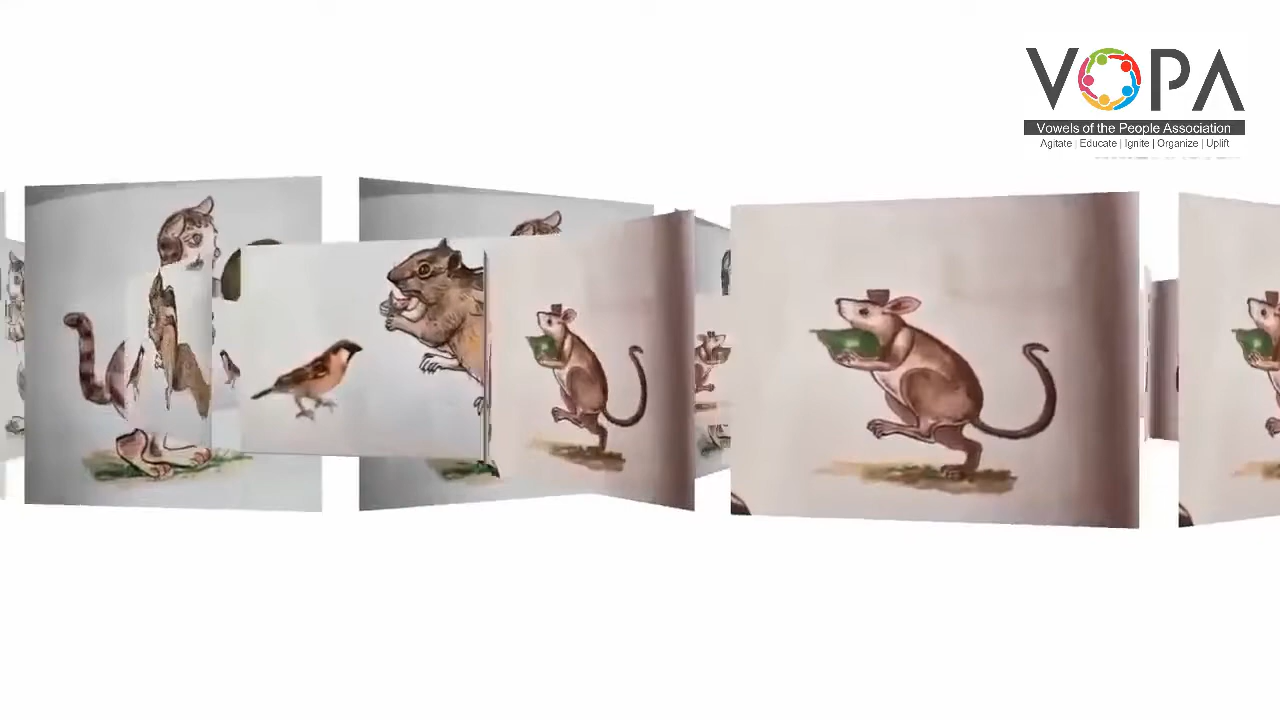 VOPA
Vowels of the People Association
Agitate | Educate | Ignite | Organize | Uplift